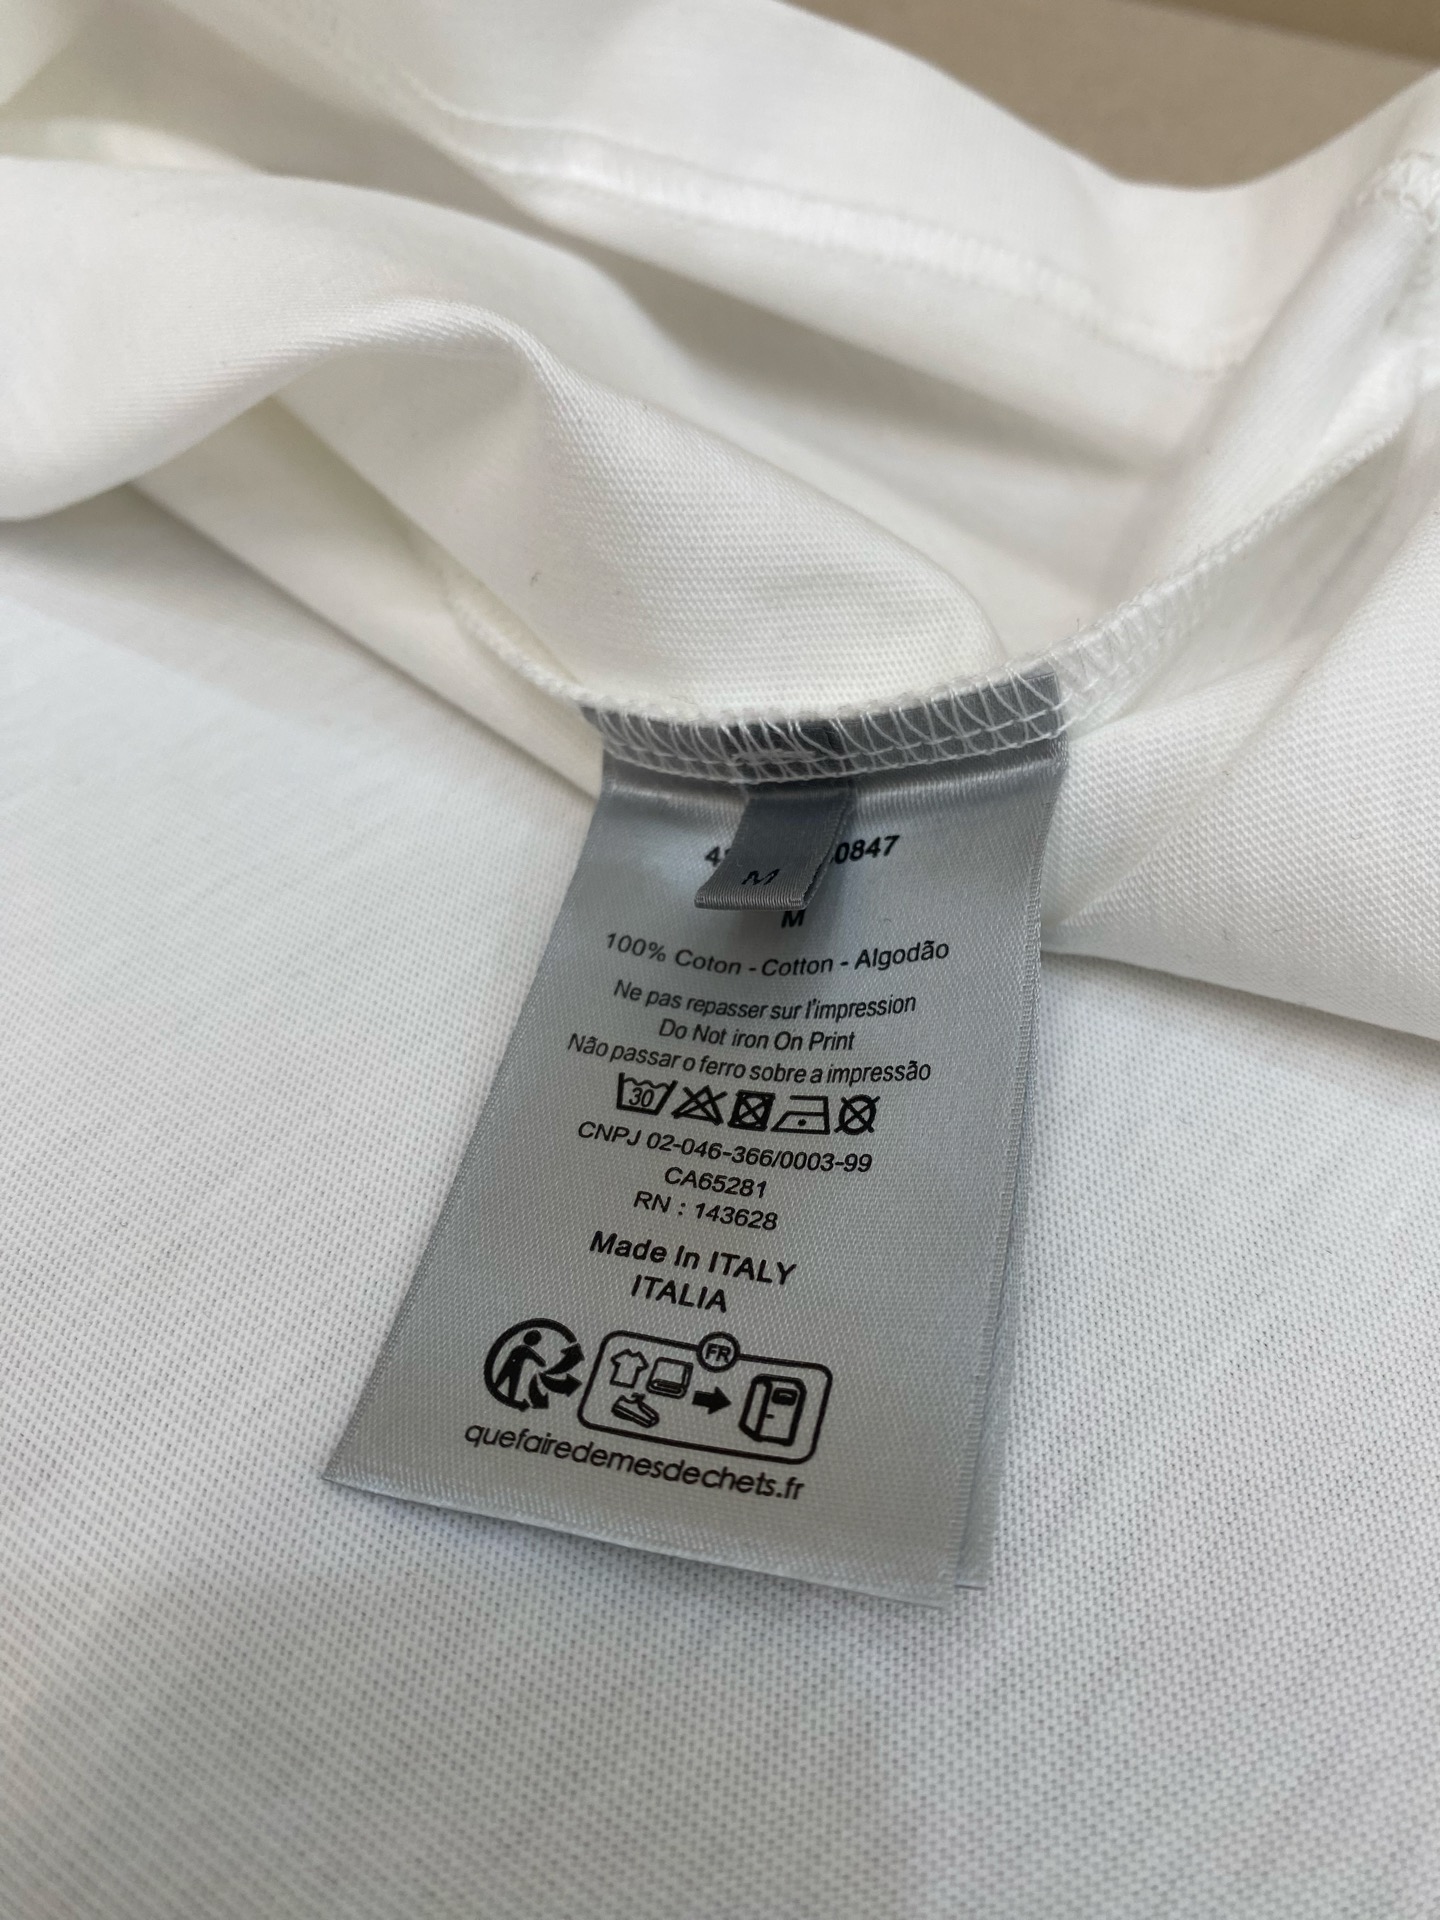 M
M
100% Coton - Cotton - Algodão
Ne pas repasser sur l'impression
Do Not iron On Print
Não passar o ferro sobre a impressão
30
CNPJ 02-046-366/0003-99
CA65281
RN : 143628
Made In ITALY
ITALIA
FR
quefairedemesdechets.fr